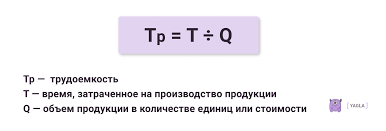 Тр = Т ÷ Q
Тр — трудоемкость
Т — время, затраченное на производство продукции
Q — объем продукции в количестве единиц или стоимости
[ YAGLA ]